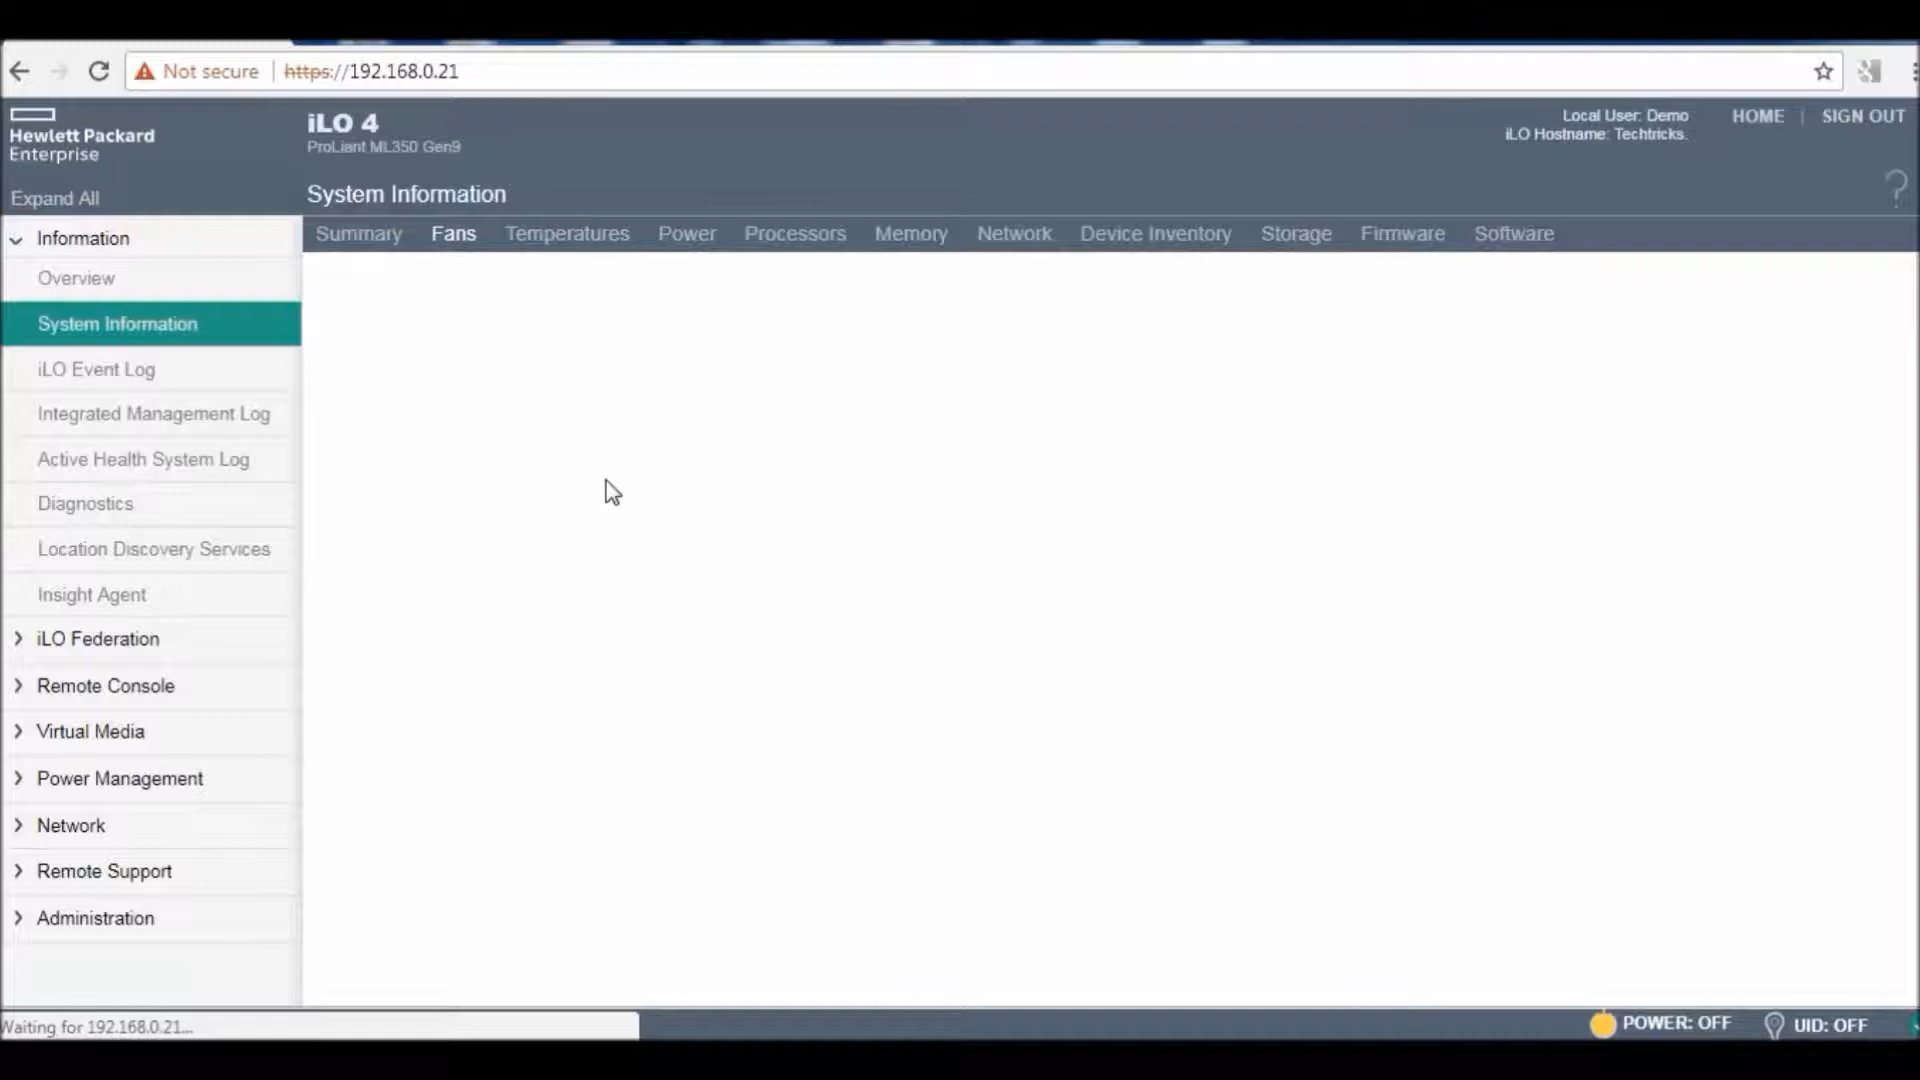 Not secure https://192.168.0.21
Hewlett Packard
Enterprise
iLO 4
ProLiant ML350 Gen9
Local User: Demo
iLO Hostname: Techtricks.
HOME | SIGN OUT
Expand All
System Information
?
Summary Fans Temperatures Power Processors Memory Network Device Inventory Storage Firmware Software
Information
Overview
System Information
iLO Event Log
Integrated Management Log
Active Health System Log
Diagnostics
Location Discovery Services
Insight Agent
iLO Federation
Remote Console
Virtual Media
Power Management
Network
Remote Support
Administration
Waiting for 192.168.0.21...
POWER: OFF UID: OFF